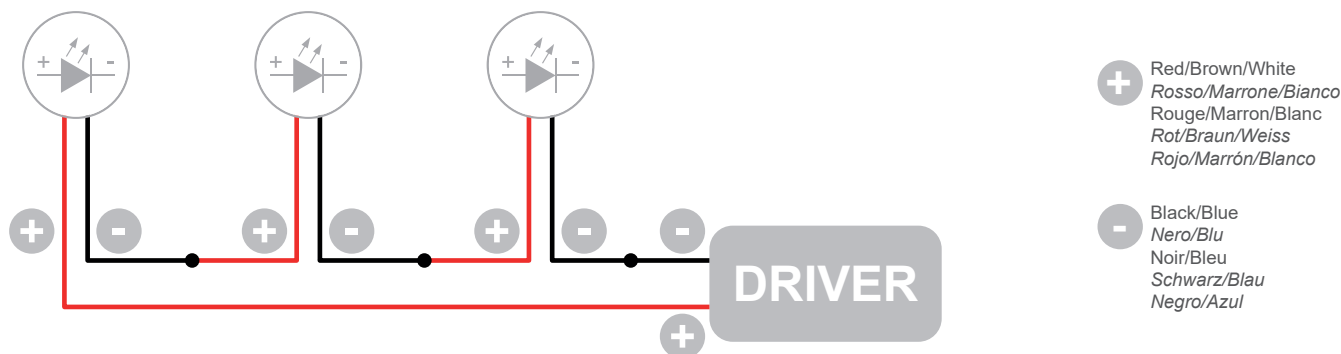 + -
+ -
+ -
+
Red/Brown/White
Rosso/Marrone/Bianco
Rouge/Marron/Blanc
Rot/Braun/Weiss
Rojo/Marrón/Blanco
+ - + - + - -
DRIVER
+
-
Black/Blue
Nero/Blu
Noir/Bleu
Schwarz/Blau
Negro/Azul